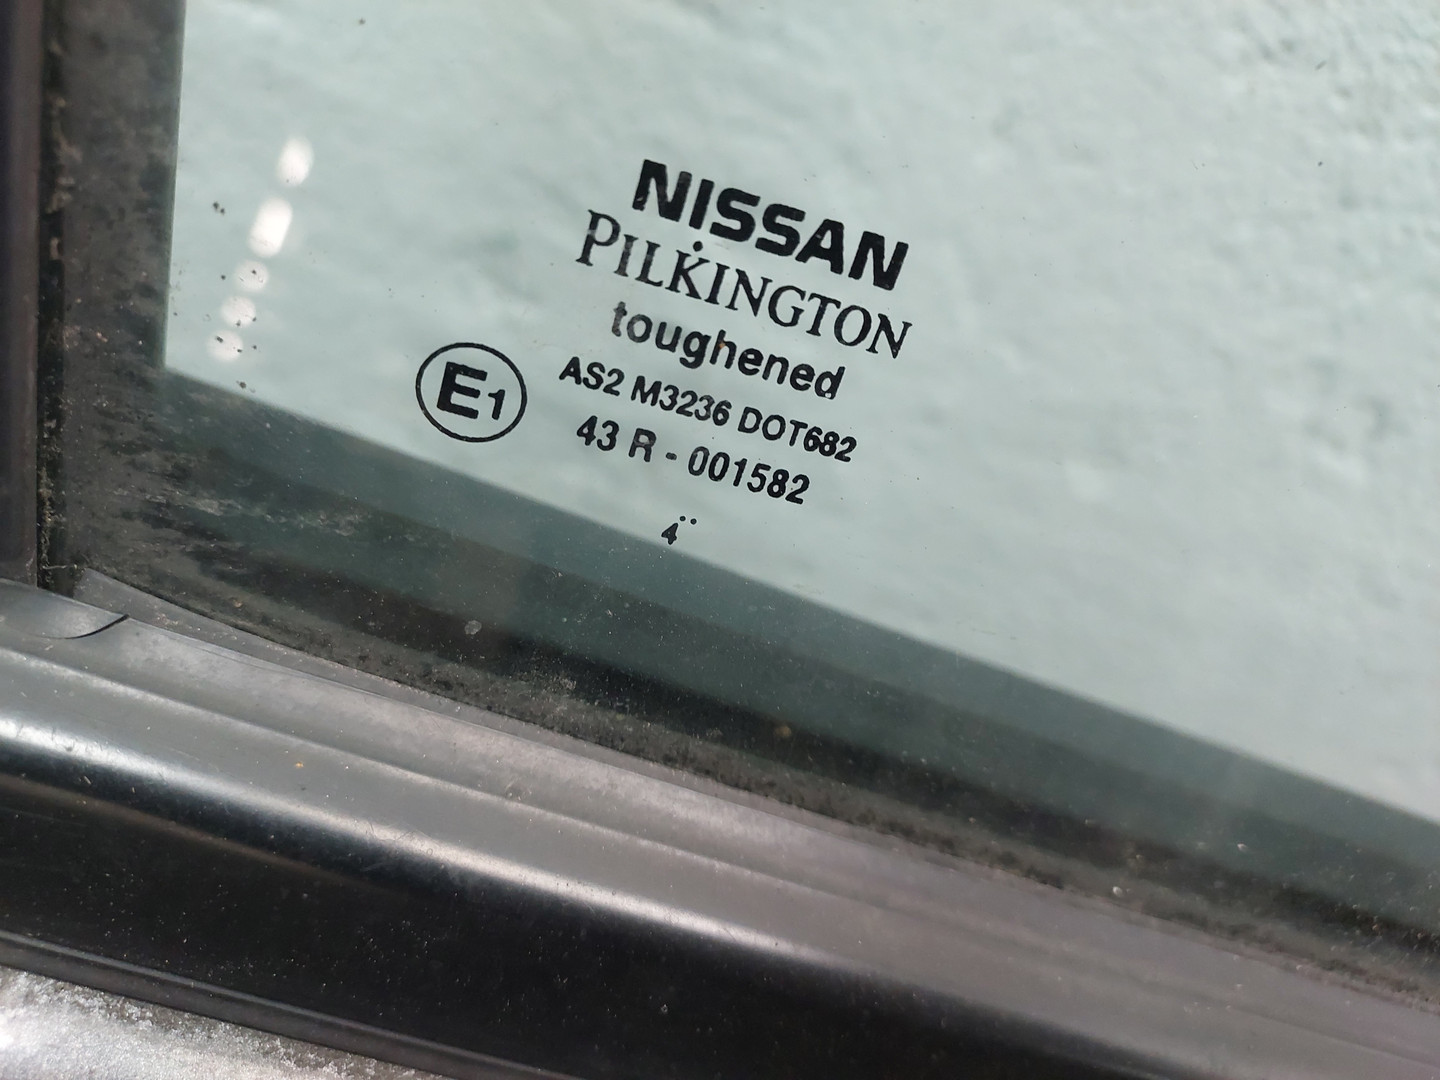 NISSAN
PILKINGTON
toughened
E1
AS2 M3236 DOT682
43 R - 001582
4